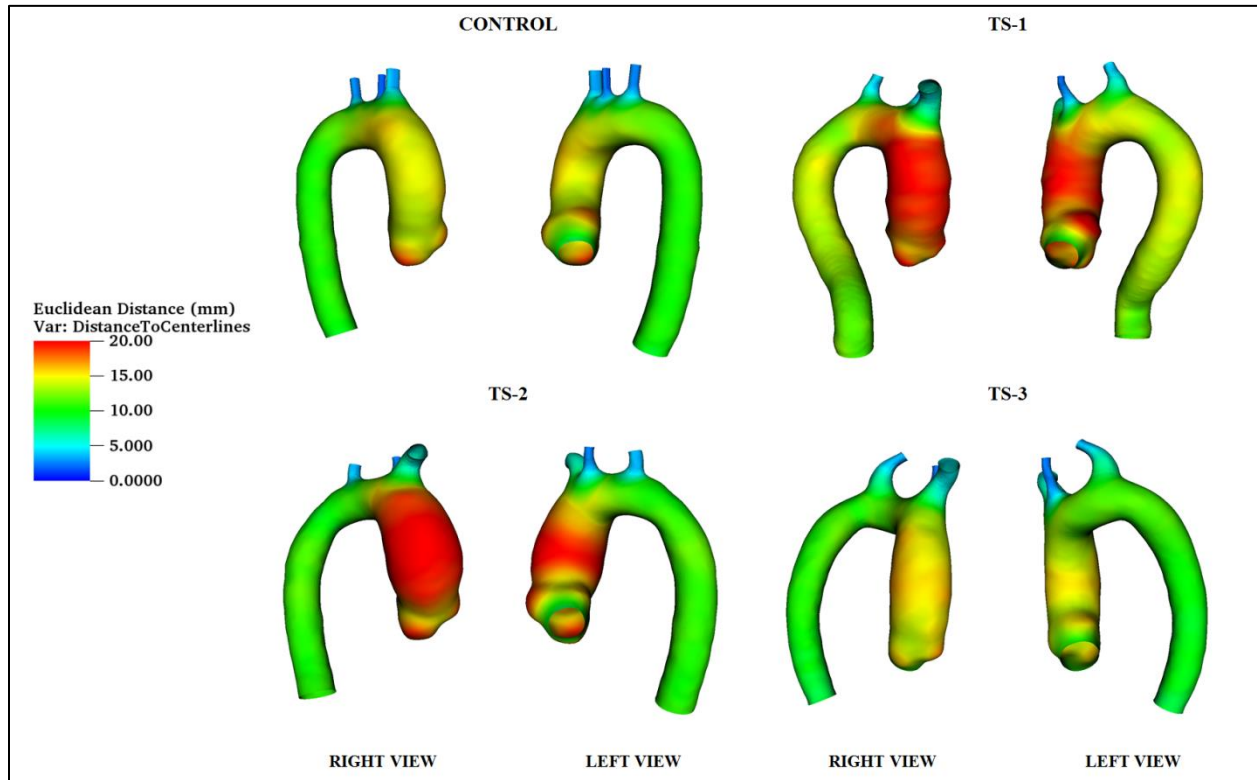 CONTROL
TS-1
Euclidean Distance (mm)
Var: DistanceToCenterlines
20.00
15.00
10.00
5.000
0.0000
TS-2
TS-3
RIGHT VIEW
LEFT VIEW
RIGHT VIEW
LEFT VIEW